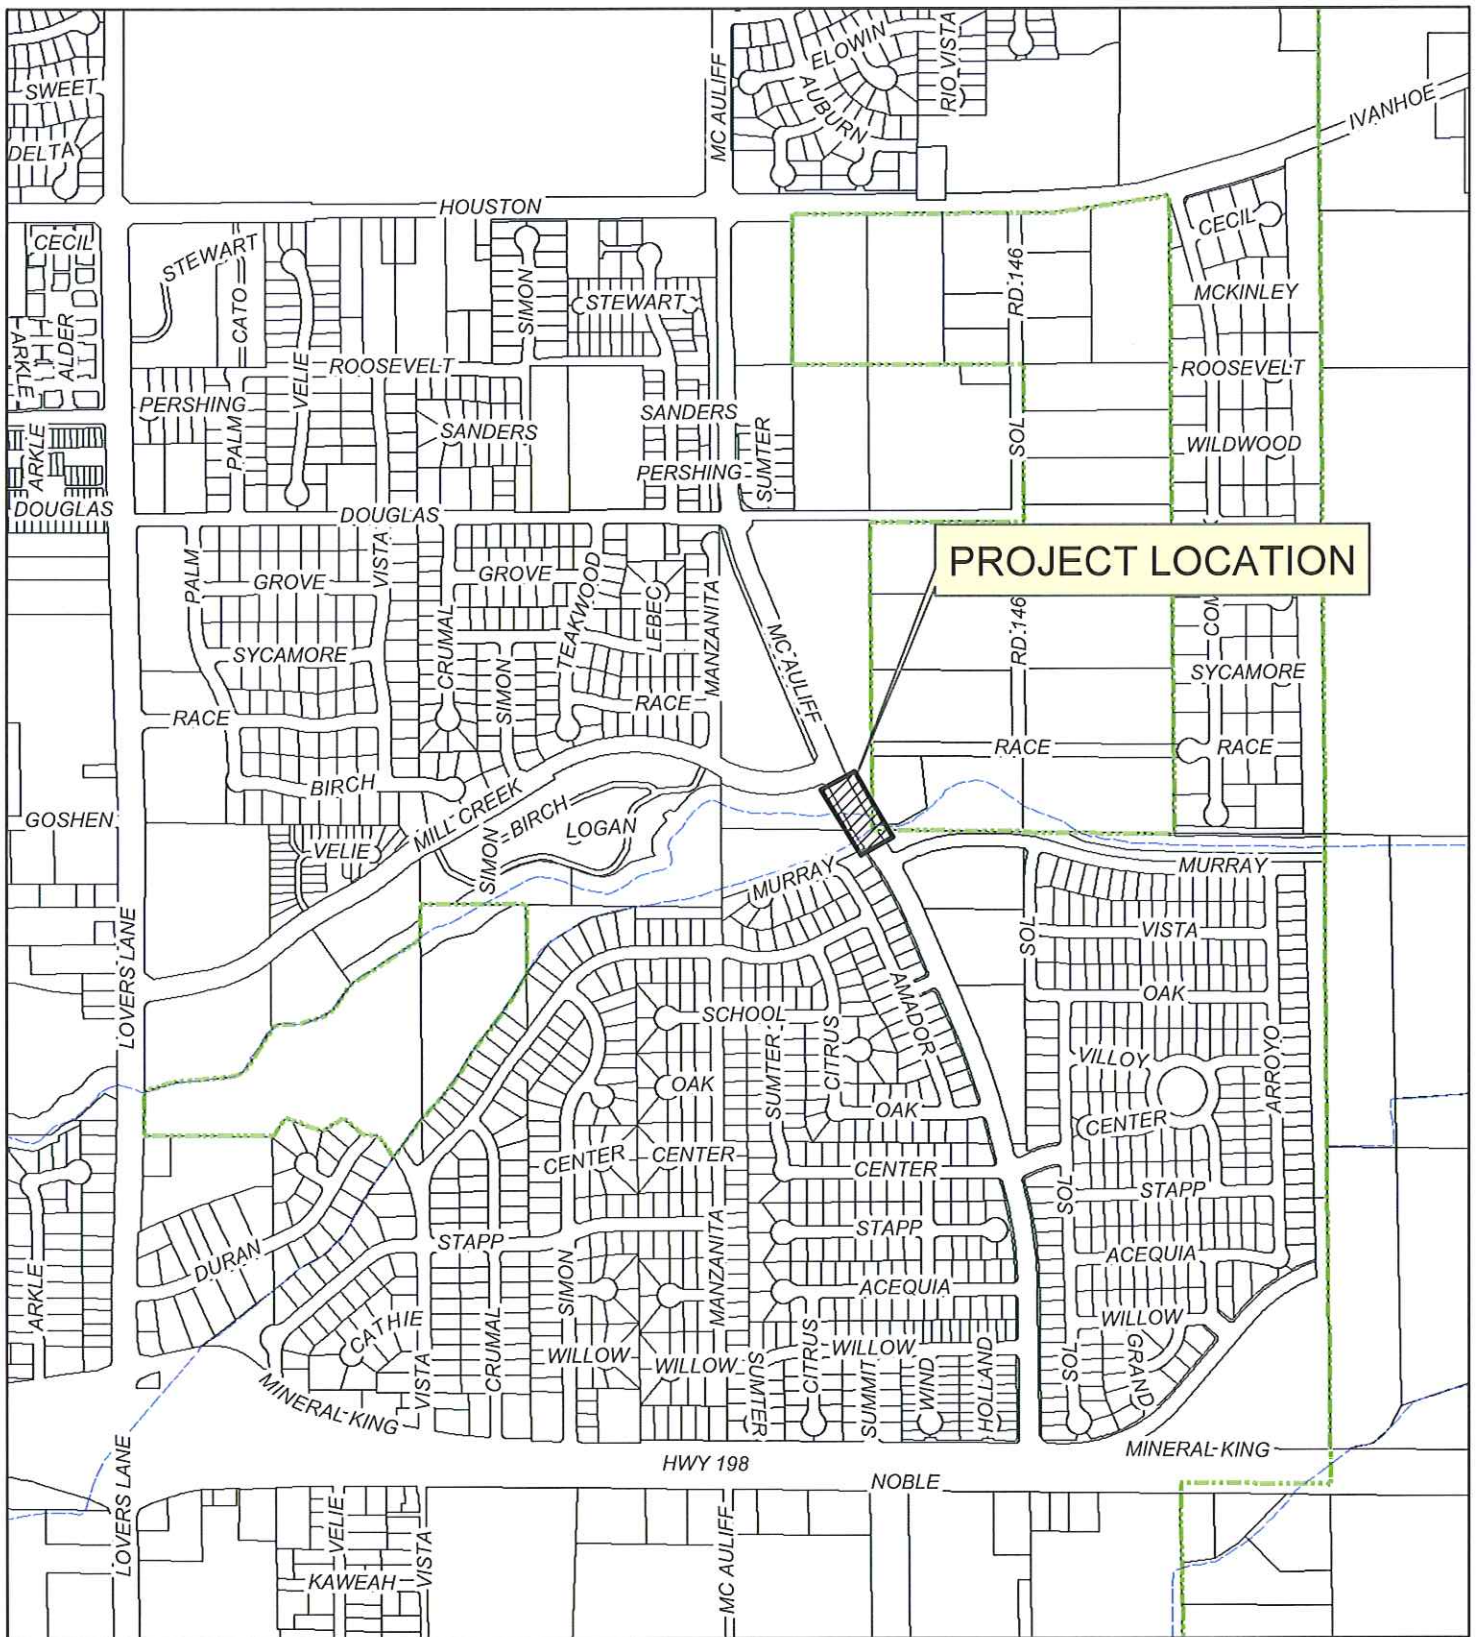 SWEET
DELTA
MC AULIFF
ELOWIN
AUBURN
RIO VISTA
IVANHOE
HOUSTON
CECIL
STEWART
CATO
SIMON
STEWART
RD 146
CECIL
MCKINLEY
ARKLE
ALDER
VELIE
ROOSEVELT
ROOSEVELT
PERSHING
PALM
SANDERS
SANDERS
PERSHING
SUMTER
SOL
WILDWOOD
ARKLE
DOUGLAS
DOUGLAS
PROJECT LOCATION
PALM
GROVE
VISTA
GROVE
CRUMAL
TEAKWOOD
LEBEC
MANZANITA
MC AULIFF
RD 146
COM
SYCAMORE
SIMON
SYCAMORE
RACE
RACE
RACE
RACE
BIRCH
MILL CREEK
BIRCH
LOGAN
GOSHEN
VELIE
SIMON
MURRAY
MURRAY
LOVERS LANE
SOL
VISTA
AMADOR
OAK
SCHOOL
SUMTER
CITRUS
OAK
OAK
VILLOY
ARROYO
CENTER
CENTER
CENTER
CENTER
STAPP
SOL
DURAN
STAPP
STAPP
ARKLE
SIMON
MANZANITA
ACEQUIA
ACEQUIA
CATHIE
VISTA
CRUMAL
WILLOW
WILLOW
SUMTER
CITRUS
WILLOW
SUMMIT
WIND
HOLLAND
SOL
WILLOW
GRAND
MINERAL KING
MINERAL KING
HWY 198
NOBLE
LOVERS LANE
VELIE
VISTA
KAWEAH
MC AULIFF